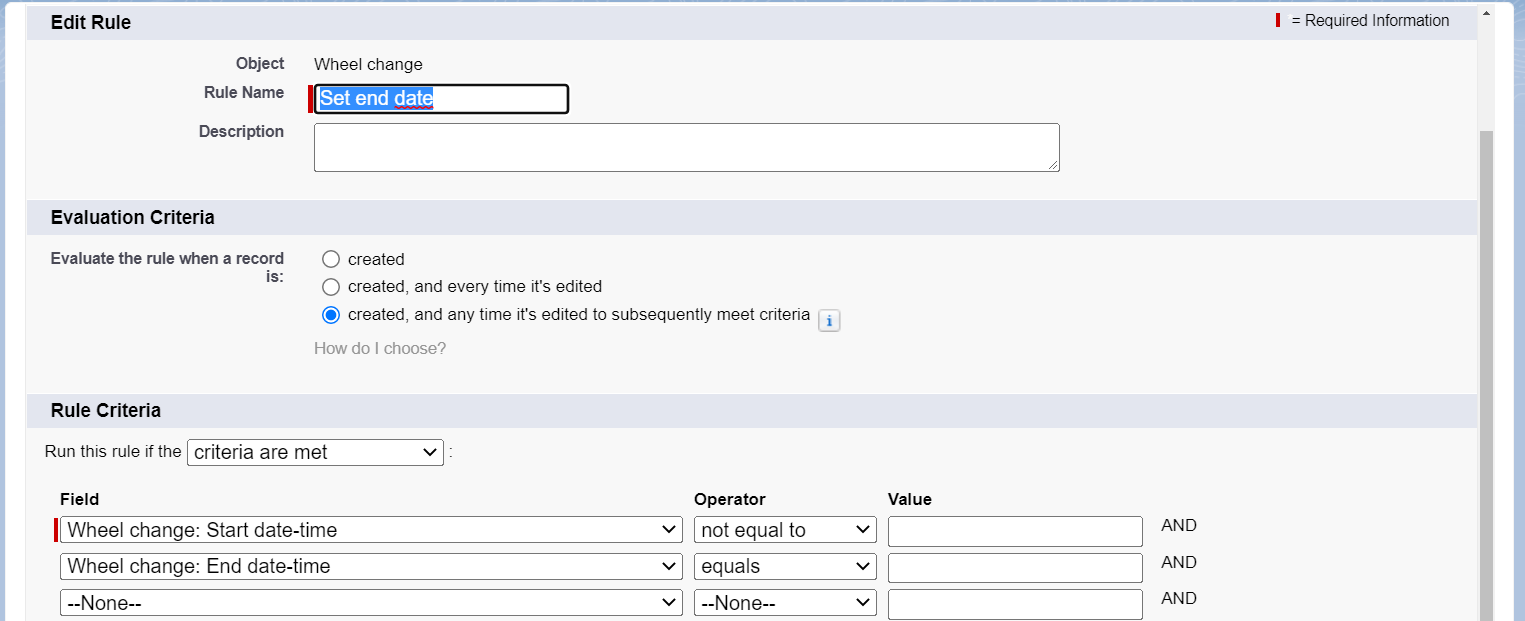 Edit Rule
= Required Information
Object Wheel change
Rule Name Set end date
Description
Evaluation Criteria
Evaluate the rule when a record is:
created
created, and every time it's edited
created, and any time it's edited to subsequently meet criteria i
How do I choose?
Rule Criteria
Run this rule if the criteria are met :
Field Operator Value
Wheel change: Start date-time not equal to AND
Wheel change: End date-time equals AND
--None-- --None-- AND